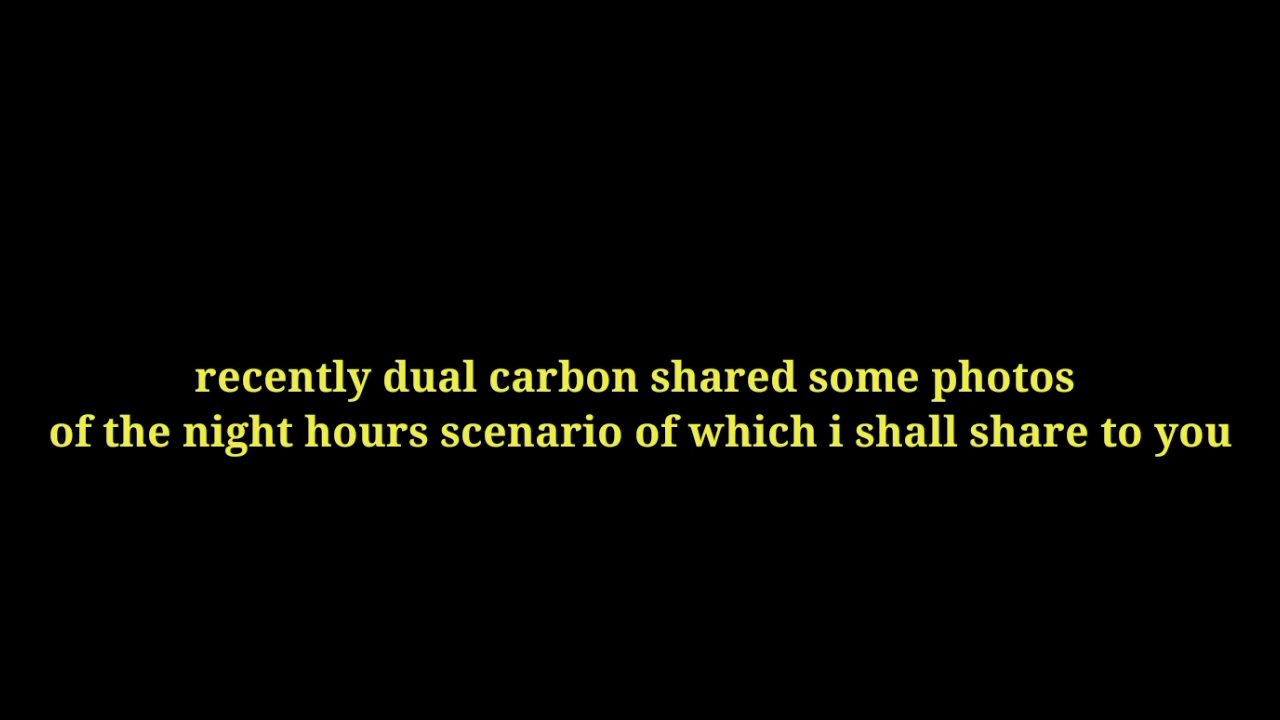 recently dual carbon shared some photos
of the night hours scenario of which i shall share to you